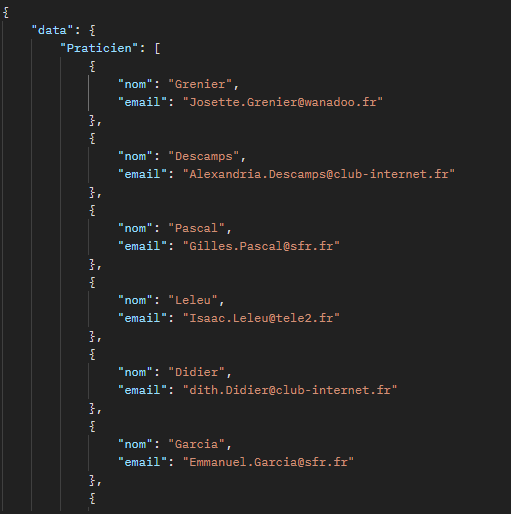 {
"data": {
"Praticien": [
{
"nom": "Grenier",
"email": "Josette.Grenier@wanadoo.fr"
},
{
"nom": "Descamps",
"email": "Alexandria.Descamps@club-internet.fr"
},
{
"nom": "Pascal",
"email": "Gilles.Pascal@sfr.fr"
},
{
"nom": "Leleu",
"email": "Isaac.Leleu@tele2.fr"
},
{
"nom": "Didier",
"email": "dith.Didier@club-internet.fr"
},
{
"nom": "Garcia",
"email": "Emmanuel.Garcia@sfr.fr"
},
{